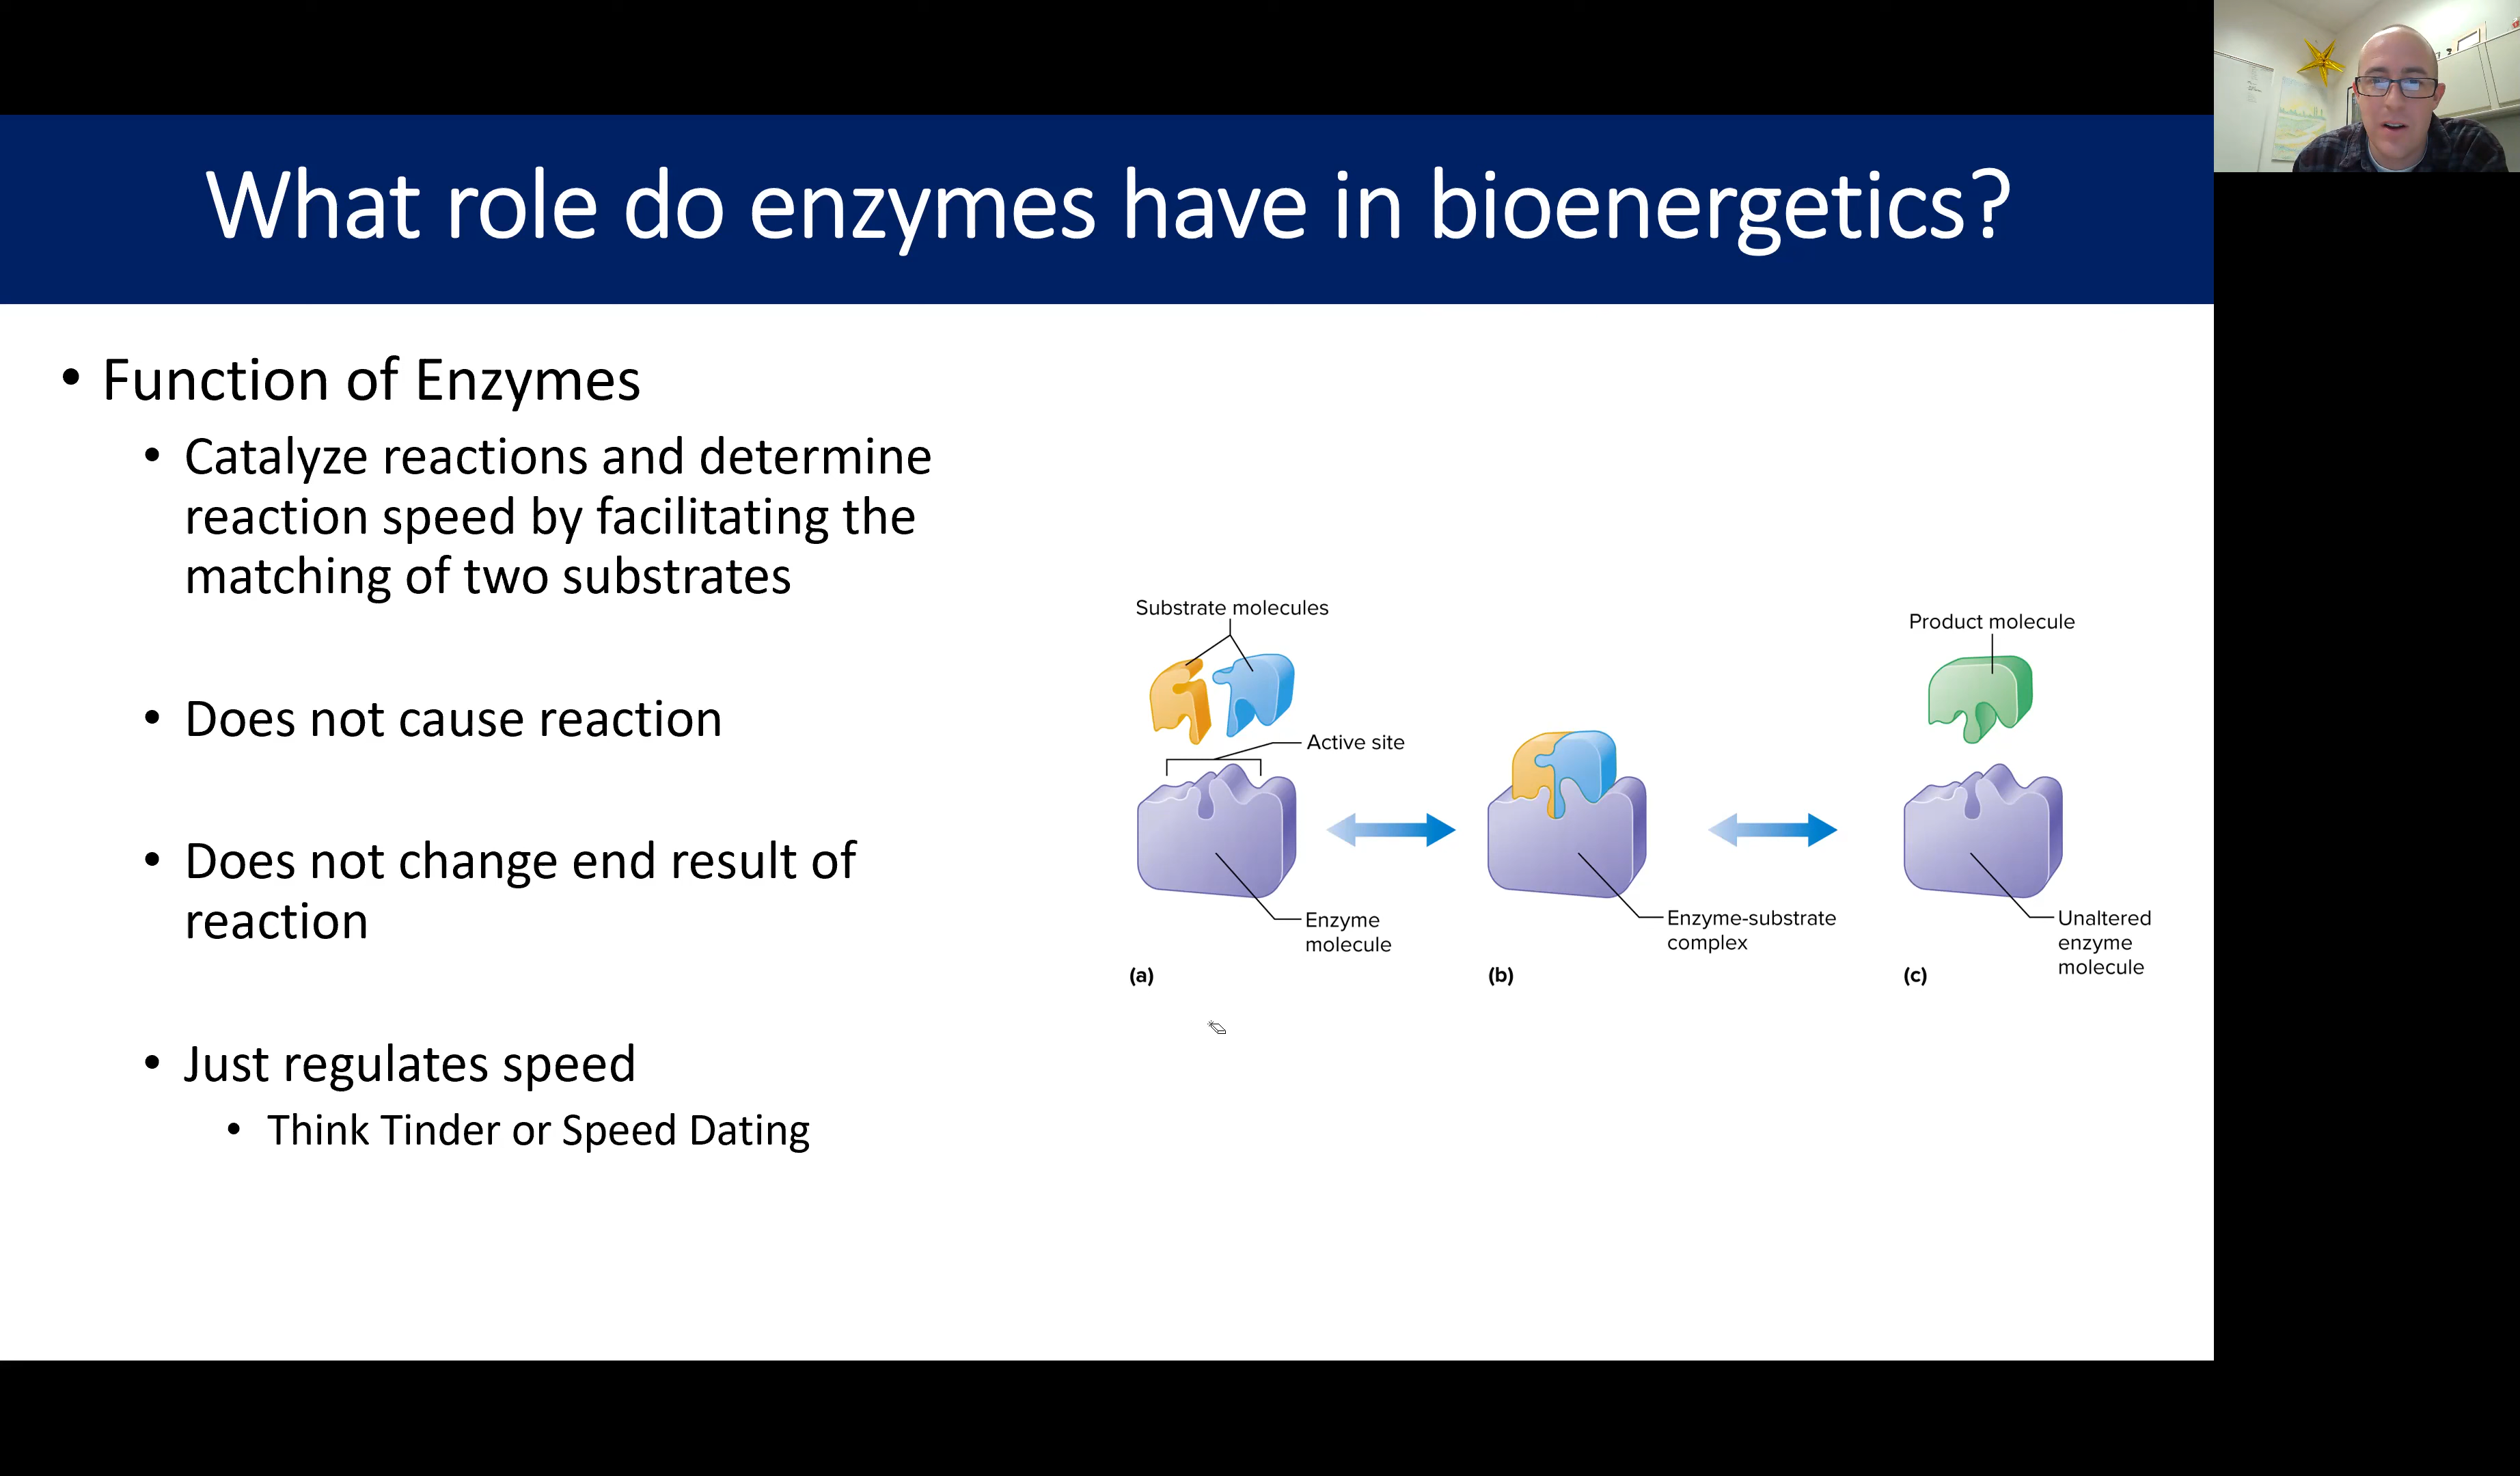 What role do enzymes have in bioenergetics?
• Function of Enzymes
• Catalyze reactions and determine
reaction speed by facilitating the
matching of two substrates
• Does not cause reaction
• Does not change end result of
reaction
• Just regulates speed
• Think Tinder or Speed Dating
Substrate molecules
Active site
Enzyme
molecule
(a)
Enzyme-substrate
complex
(b)
Product molecule
Unaltered
enzyme
molecule
(c)